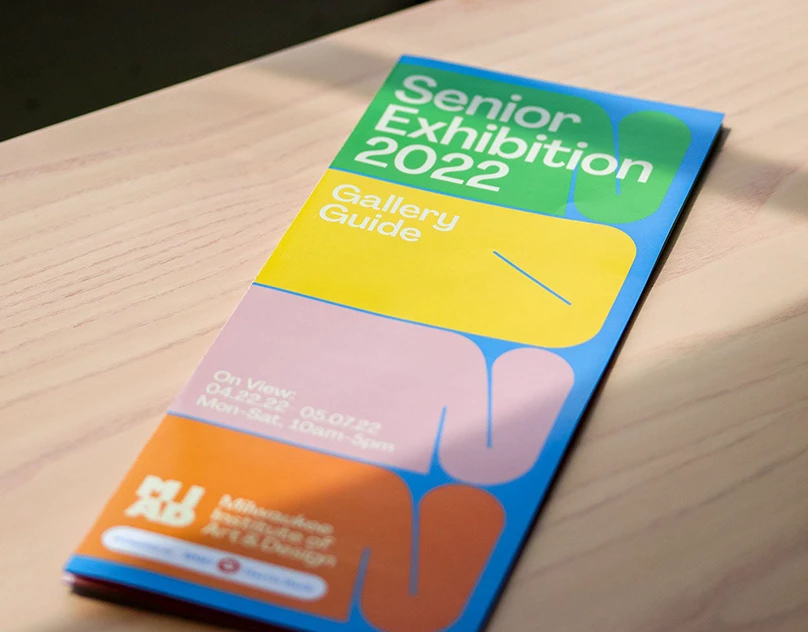 Senior
Exhibition
2022
Gallery
Guide
On View:
04.22.22 05.07.22
Mon-Sat, 10am-5pm
MI
AD
Milwaukee
Institute of
Art & Design